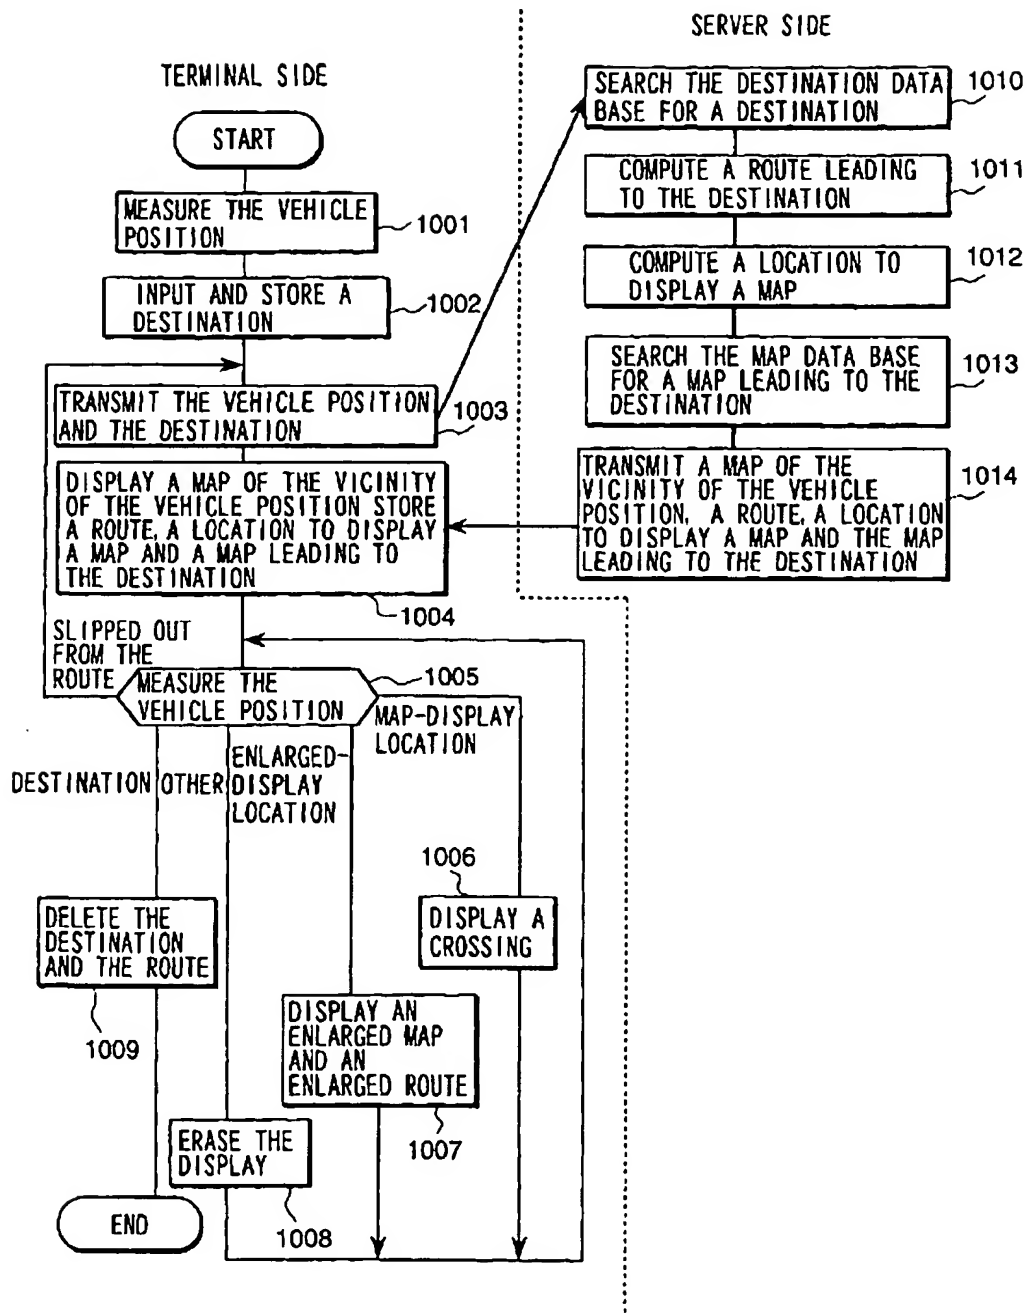 SERVER SIDE
TERMINAL SIDE
START
MEASURE THE VEHICLE
POSITION
1001
INPUT AND STORE A
DESTINATION
1002
TRANSMIT THE VEHICLE POSITION
AND THE DESTINATION
1003
DISPLAY A MAP OF THE VICINITY
OF THE VEHICLE POSITION STORE
A ROUTE, A LOCATION TO DISPLAY
A MAP AND A MAP LEADING TO
THE DESTINATION
1004
SEARCH THE DESTINATION DATA
BASE FOR A DESTINATION
1010
COMPUTE A ROUTE LEADING
TO THE DESTINATION
1011
COMPUTE A LOCATION TO
DISPLAY A MAP
1012
SEARCH THE MAP DATA BASE
FOR A MAP LEADING TO THE
DESTINATION
1013
TRANSMIT A MAP OF THE
VICINITY OF THE VEHICLE
POSITION, A ROUTE, A LOCATION
TO DISPLAY A MAP AND THE MAP
LEADING TO THE DESTINATION
1014
SLIPPED OUT
FROM THE
ROUTE
MEASURE THE
VEHICLE POSITION
1005
MAP-DISPLAY
LOCATION
DESTINATION
OTHER
ENLARGED-
DISPLAY
LOCATION
1006
DISPLAY A
CROSSING
DELETE THE
DESTINATION
AND THE ROUTE
1009
DISPLAY AN
ENLARGED MAP
AND AN
ENLARGED ROUTE
1007
ERASE THE
DISPLAY
1008
END